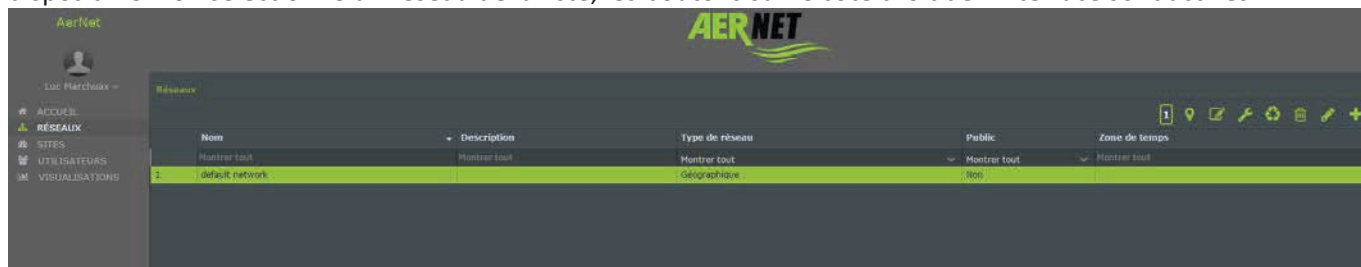 AerNet
AERNET
Luc Marchuax
Réseaux
ACCUEIL
RÉSEAUX
SITES
UTILISATEURS
VISUALISATIONS
1
Nom Description Type de réseau Public Zone de temps
Montrer tout Montrer tout Montrer tout Montrer tout Montrer tout
1 default network Géographique Non